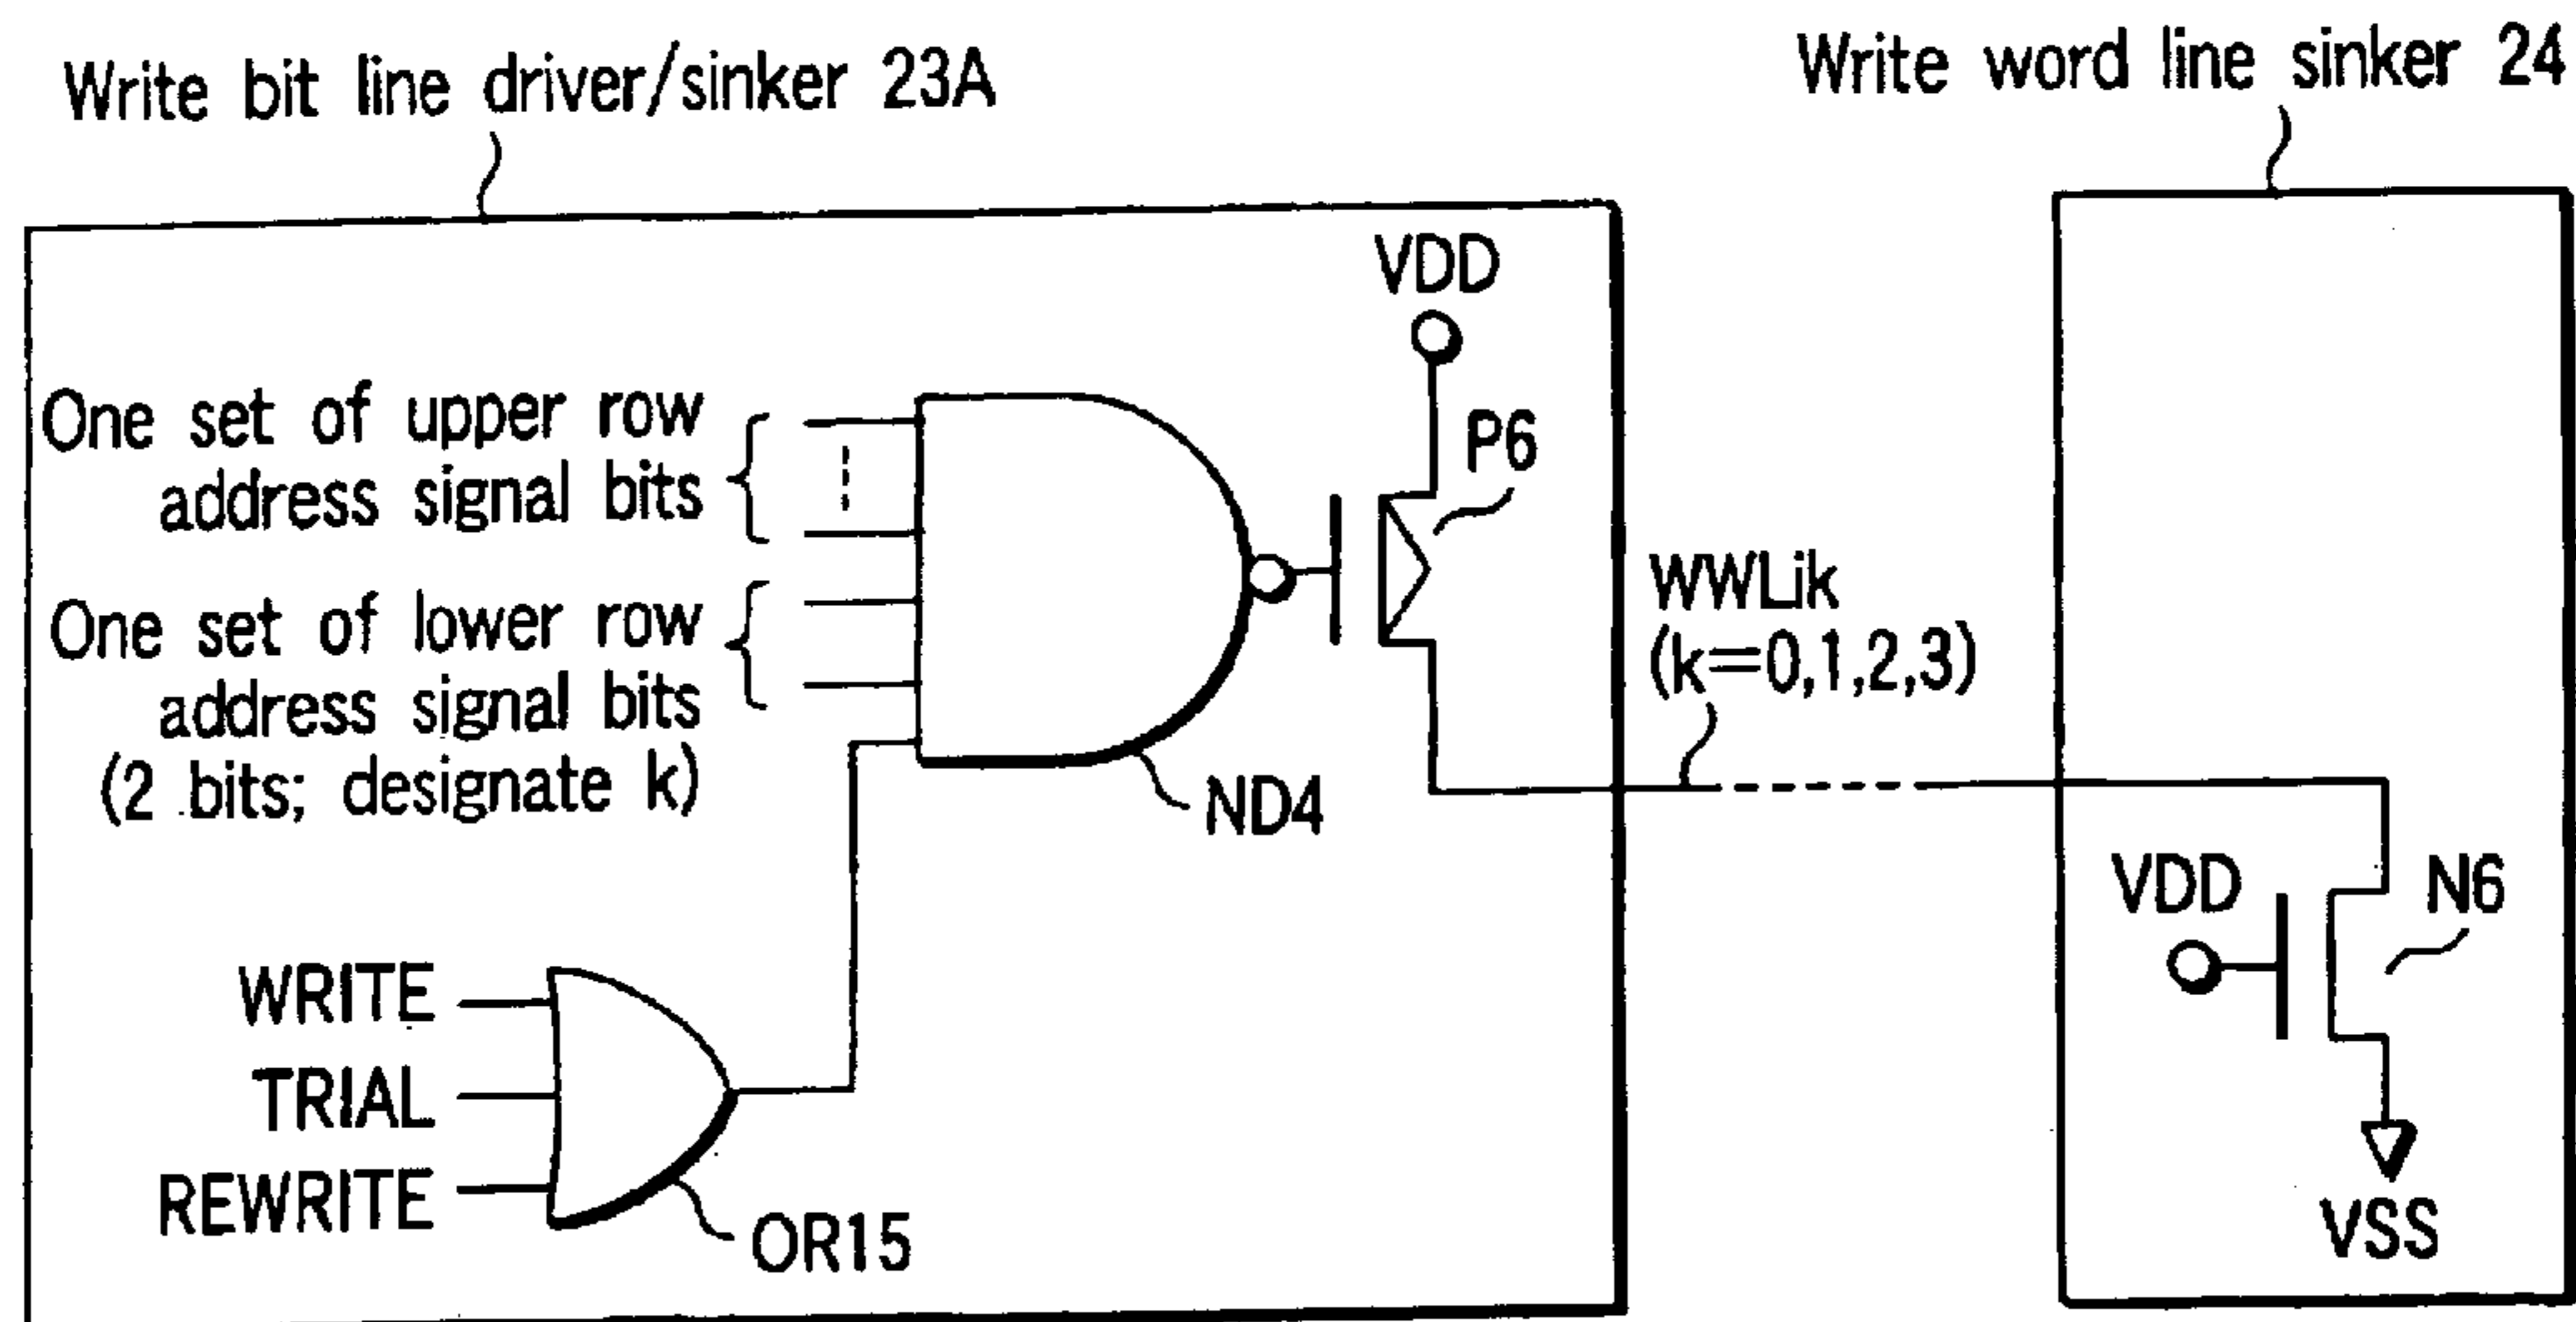 Write bit line driver/sinker 23A
Write word line sinker 24
VDD
One set of upper row
address signal bits
P6
One set of lower row
address signal bits
(2 bits; designate k)
WWLik
(k=0,1,2,3)
ND4
VDD
N6
WRITE
TRIAL
REWRITE
OR15
VSS